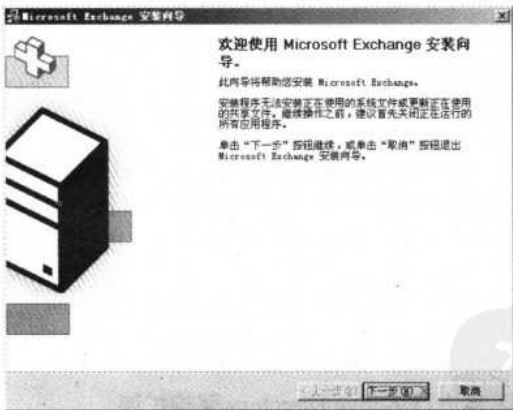 Microsoft Exchange 安装向导
欢迎使用 Microsoft Exchange 安装向
导。
此向导将帮助您安装 Microsoft Exchange。
安装程序无法安装正在使用的系统文件或更新正在使用
的共享文件。继续操作之前，建议首先关闭正在运行的
所有应用程序。
单击“下一步”按钮继续，或单击“取消”按钮退出
Microsoft Exchange 安装向导。
<上一步(B) 下一步(N)> 取消